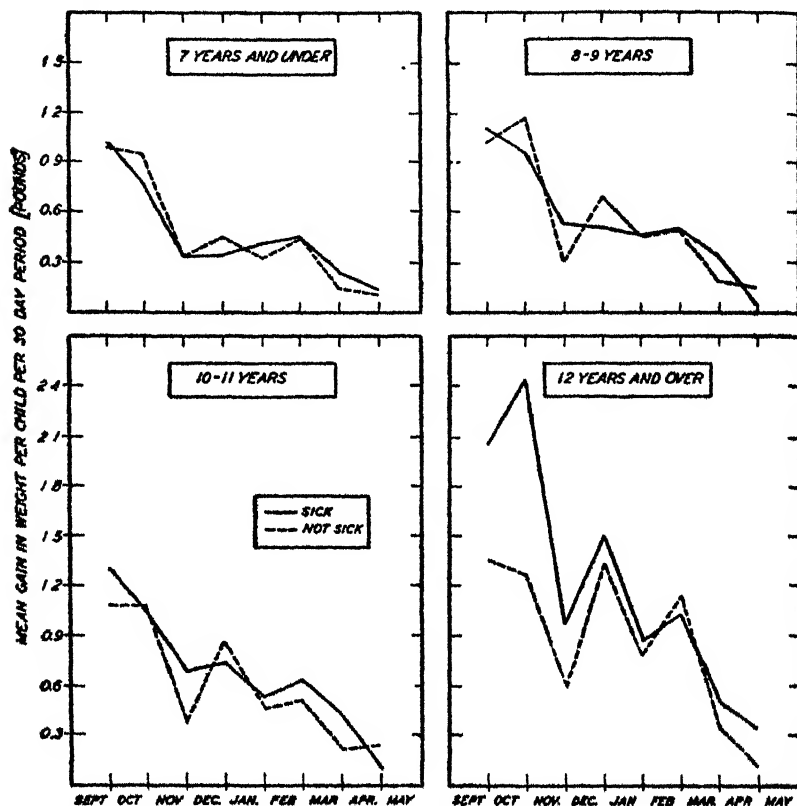 MEAN GAIN IN WEIGHT PER CHILD PER 30 DAY PERIOD (POUNDS)
7 YEARS AND UNDER
1.5
1.2
0.9
0.6
0.3
8-9 YEARS
10-11 YEARS
2.4
2.1
1.8
1.5
1.2
0.9
0.6
0.3
SICK
NOT SICK
12 YEARS AND OVER
SEPT OCT NOV DEC. JAN. FEB MAR APR. MAY
SEPT OCT NOV. DEC. JAN FEB MAR. APR MAY